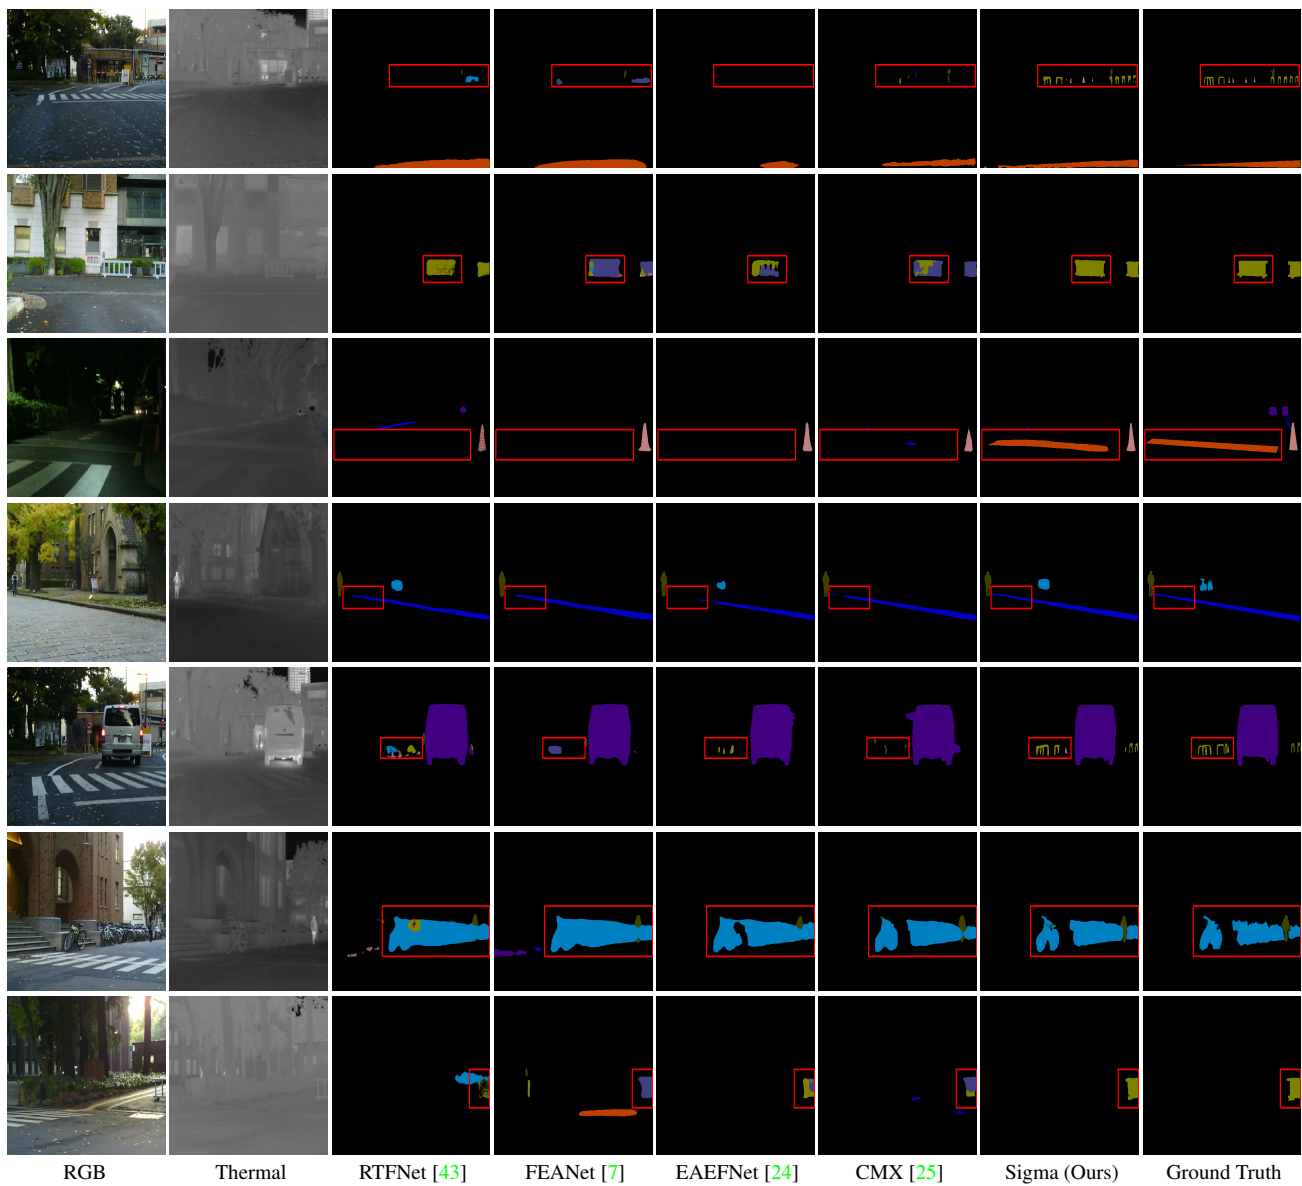 RGB Thermal RTFNet [43] FEANet [7] EAEFNet [24] CMX [25] Sigma (Ours) Ground Truth